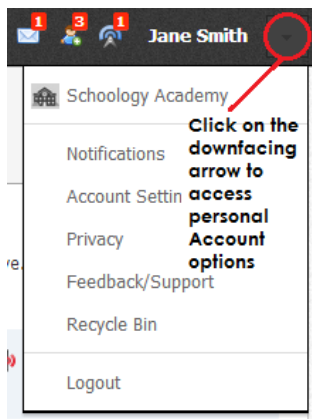 1 3 1 Jane Smith
Schoology Academy
Click on the
downfacing
arrow to
access
personal
Account
options
Notifications
Account Settin
Privacy
Feedback/Support
Recycle Bin
Logout
ve.